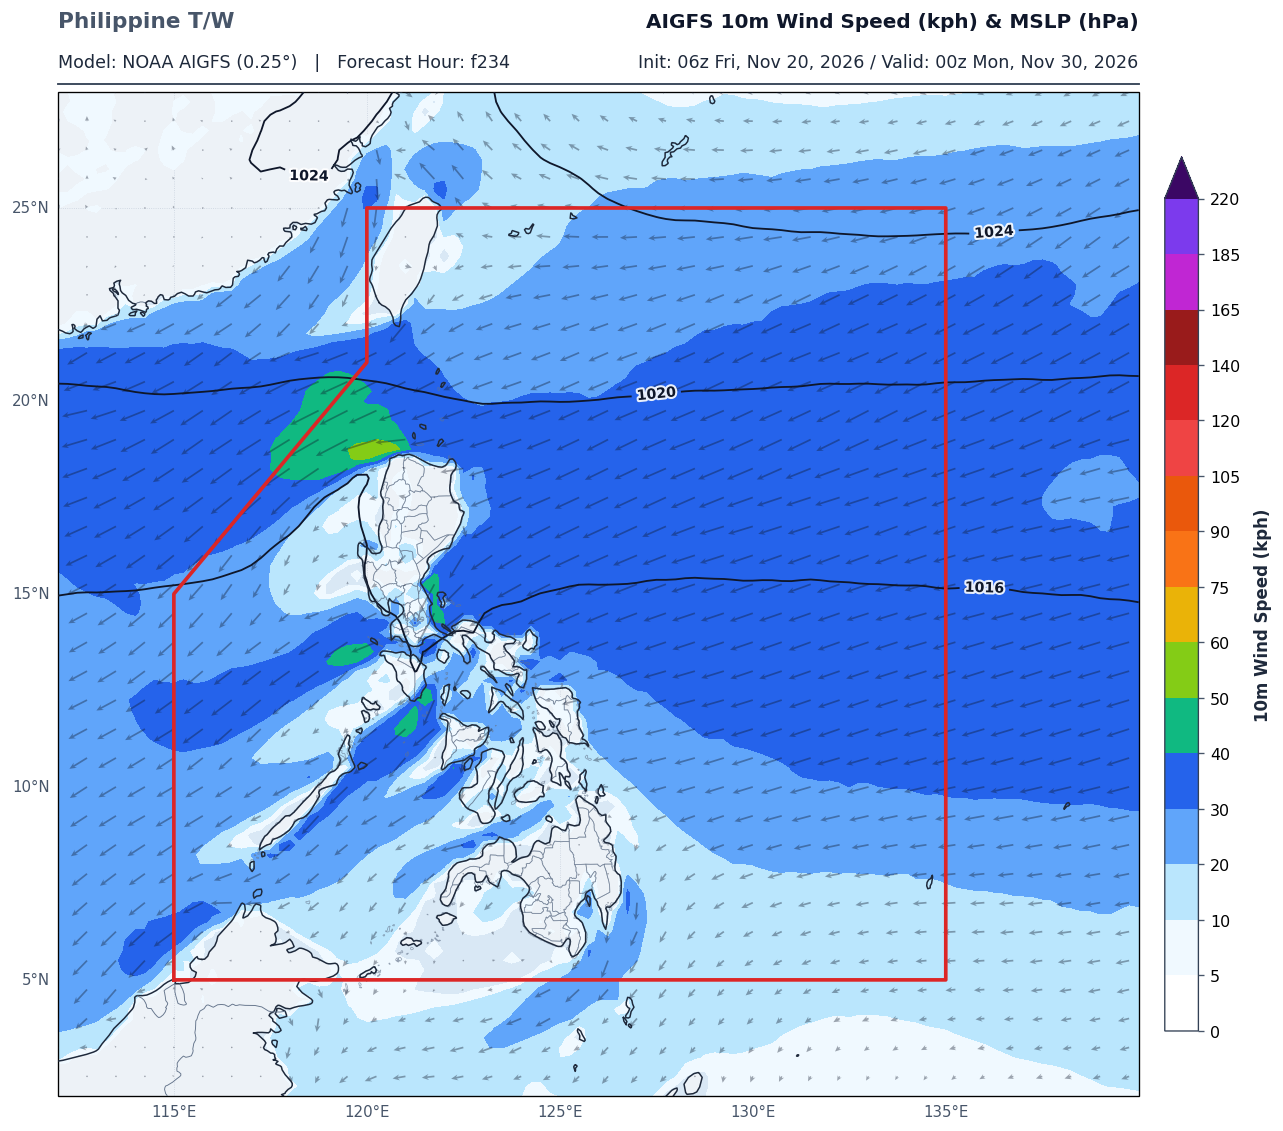 Philippine T/W
AIGFS 10m Wind Speed (kph) & MSLP (hPa)
Model: NOAA AIGFS (0.25°) | Forecast Hour: f234
Init: 06z Fri, Nov 20, 2026 / Valid: 00z Mon, Nov 30, 2026
1024
1024
1020
1016
25°N
20°N
15°N
10°N
5°N
115°E
120°E
125°E
130°E
135°E
220
185
165
140
120
105
90
75
60
50
40
30
20
10
5
0
10m Wind Speed (kph)